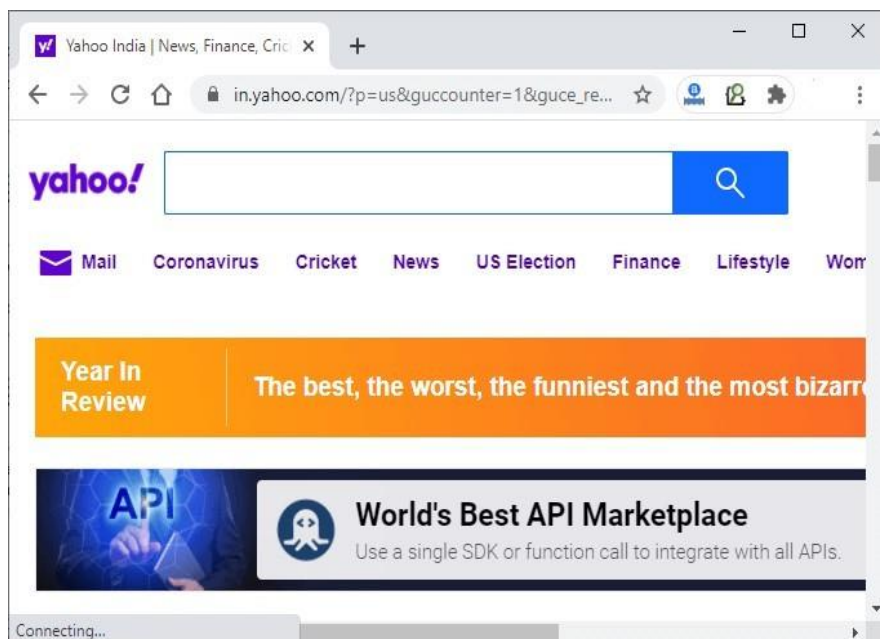 Yahoo India | News, Finance, Cric
in.yahoo.com/?p=us&guccounter=1&guce_re...
yahoo!
Mail Coronavirus Cricket News US Election Finance Lifestyle Wom
Year In
Review
The best, the worst, the funniest and the most bizarre
API
World's Best API Marketplace
Use a single SDK or function call to integrate with all APIs.
Connecting...